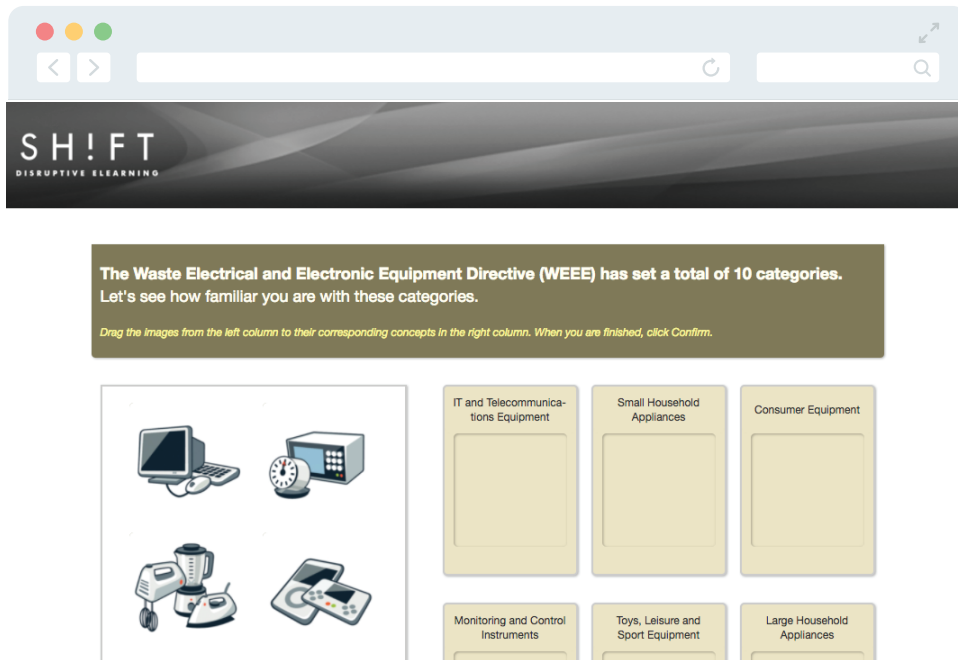 SH!FT
DISRUPTIVE ELEARNING
The Waste Electrical and Electronic Equipment Directive (WEEE) has set a total of 10 categories.
Let's see how familiar you are with these categories.
Drag the images from the left column to their corresponding concepts in the right column. When you are finished, click Confirm.
IT and Telecommunica-
tions Equipment
Small Household
Appliances
Consumer Equipment
Monitoring and Control
Instruments
Toys, Leisure and
Sport Equipment
Large Household
Appliances